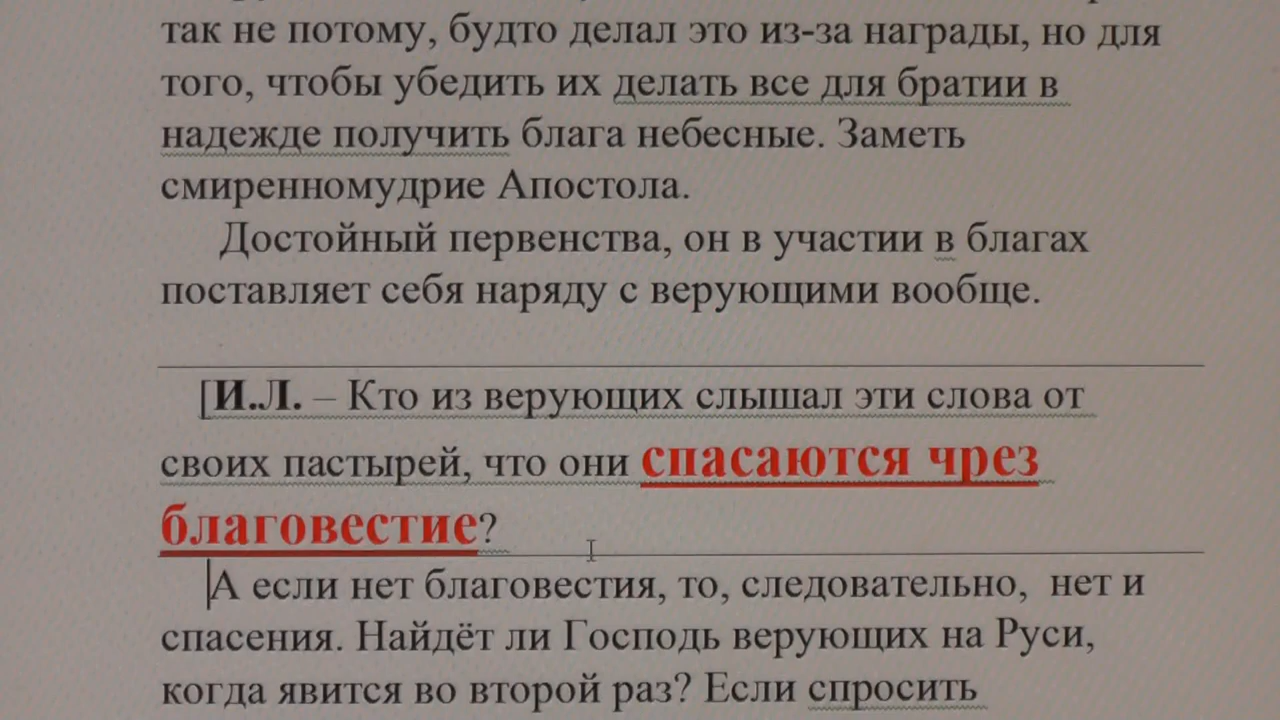 так не потому, будто делал это из-за награды, но для
того, чтобы убедить их делать все для братии в
надежде получить блага небесные. Заметь
смиренномудрие Апостола.
Достойный первенства, он в участии в благах
поставляет себя наряду с верующими вообще.
[И.Л. – Кто из верующих слышал эти слова от
своих пастырей, что они спасаются чрез
благовестие?
А если нет благовестия, то, следовательно, нет и
спасения. Найдёт ли Господь верующих на Руси,
когда явится во второй раз? Если спросить